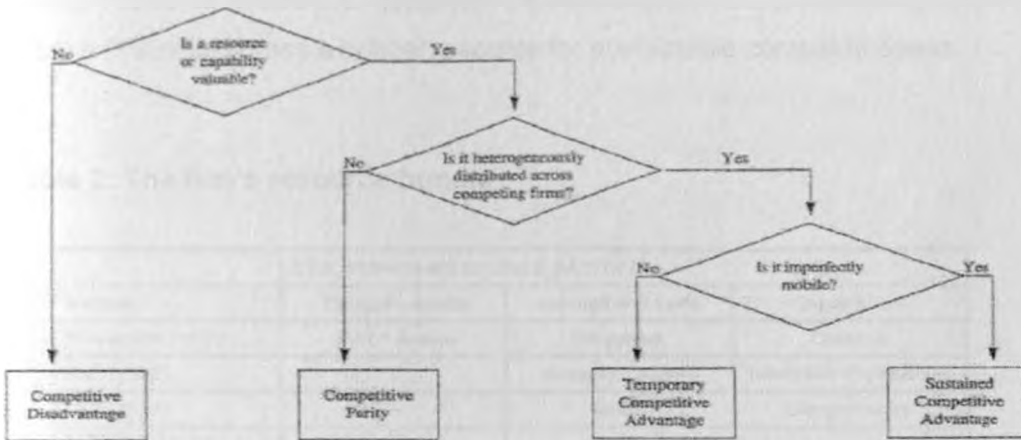 Is a resource
or capability
valuable?
No
Yes
Is it heterogeneously
distributed across
competing firms?
No
Yes
Is it imperfectly
mobile?
No
Yes
Competitive
Disadvantage
Competitive
Parity
Temporary
Competitive
Advantage
Sustained
Competitive
Advantage